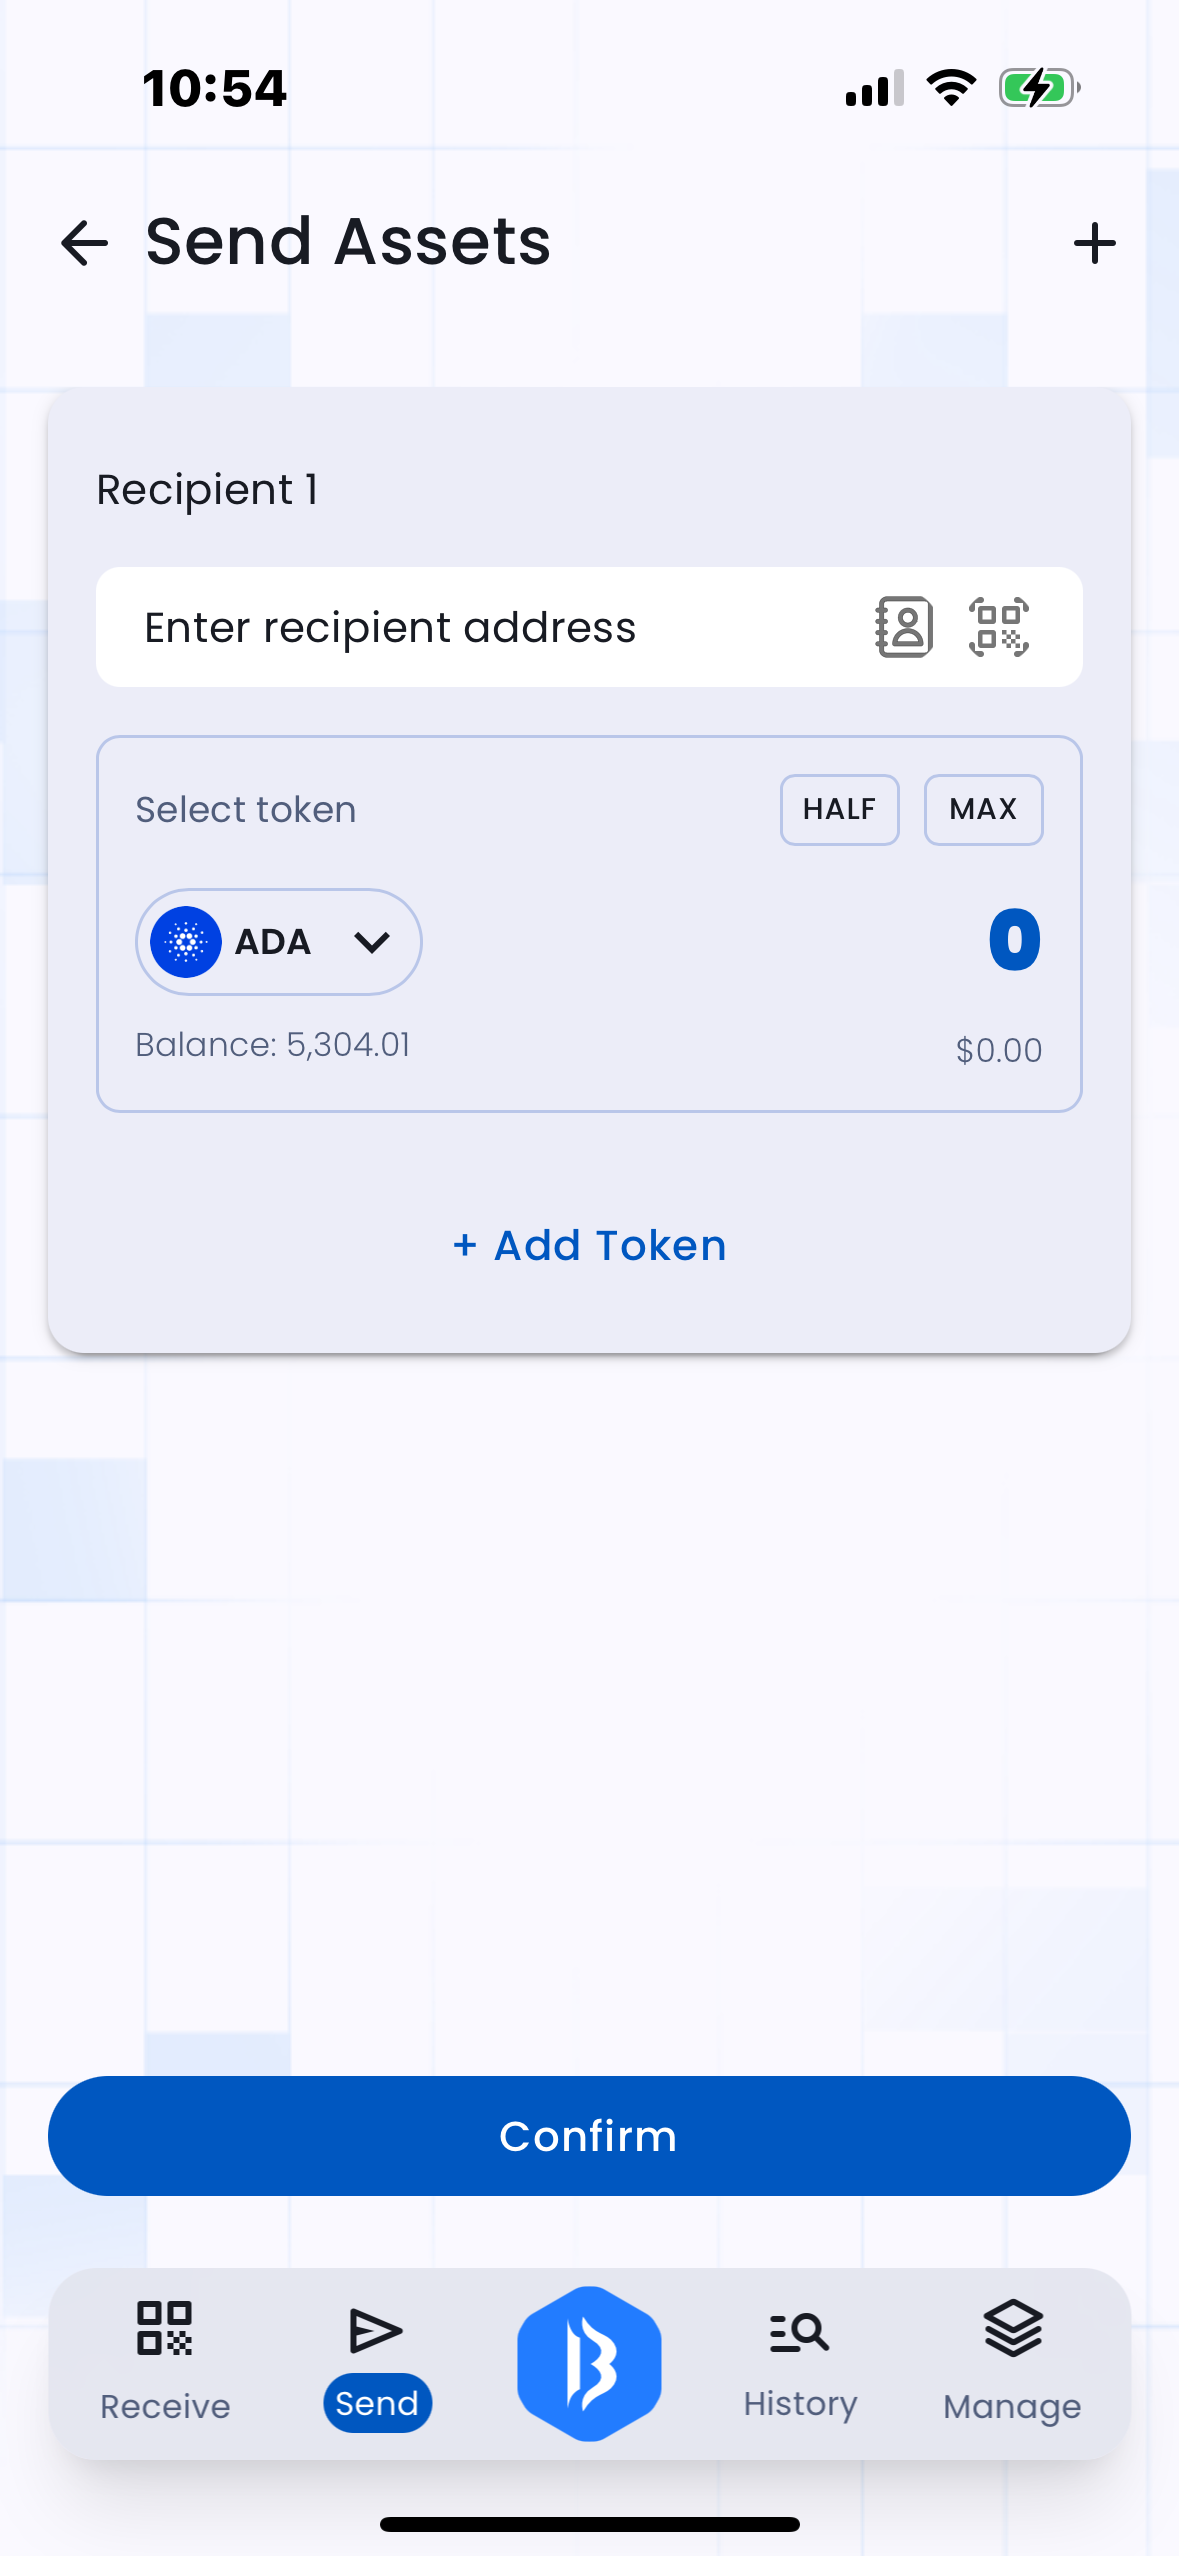 10:54
Send Assets
Recipient 1
Enter recipient address
Select token
HALF
MAX
ADA
0
Balance: 5,304.01
$0.00
+ Add Token
Confirm
Receive
Send
History
Manage